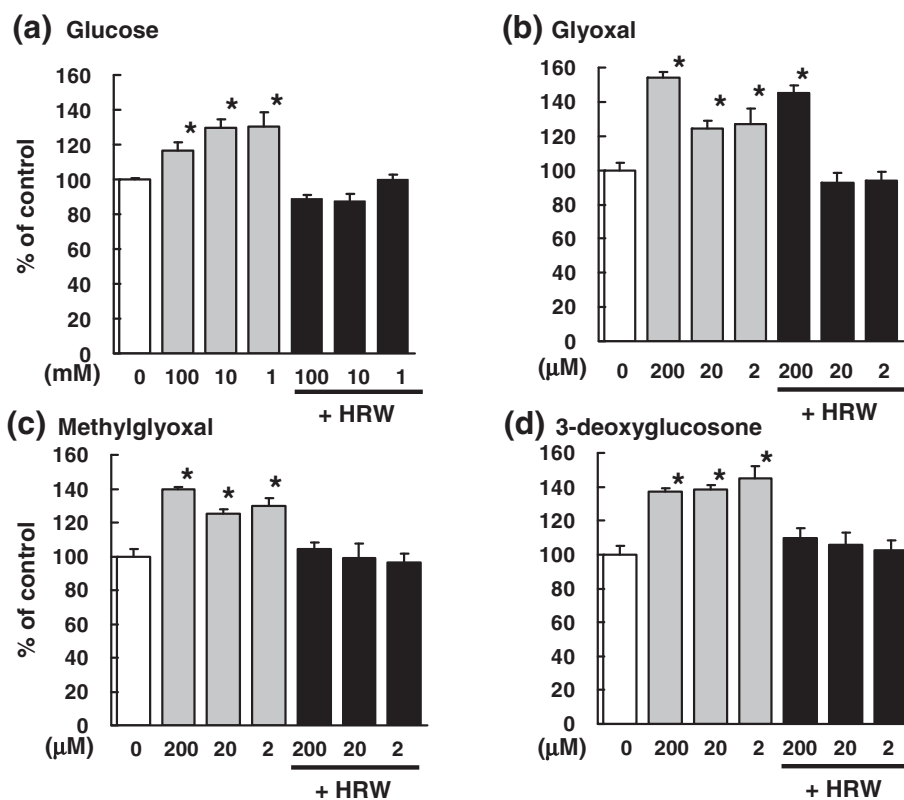 (a) Glucose
% of control
160
140
120
100
80
60
40
20
0
(mM) 0 100 10 1 100 10 1
+ HRW
(b) Glyoxal
160
140
120
100
80
60
40
20
0
(μM) 0 200 20 2 200 20 2
+ HRW
(c) Methylglyoxal
% of control
160
140
120
100
80
60
40
20
0
(μM) 0 200 20 2 200 20 2
+ HRW
(d) 3-deoxyglucosone
160
140
120
100
80
60
40
20
0
(μM) 0 200 20 2 200 20 2
+ HRW